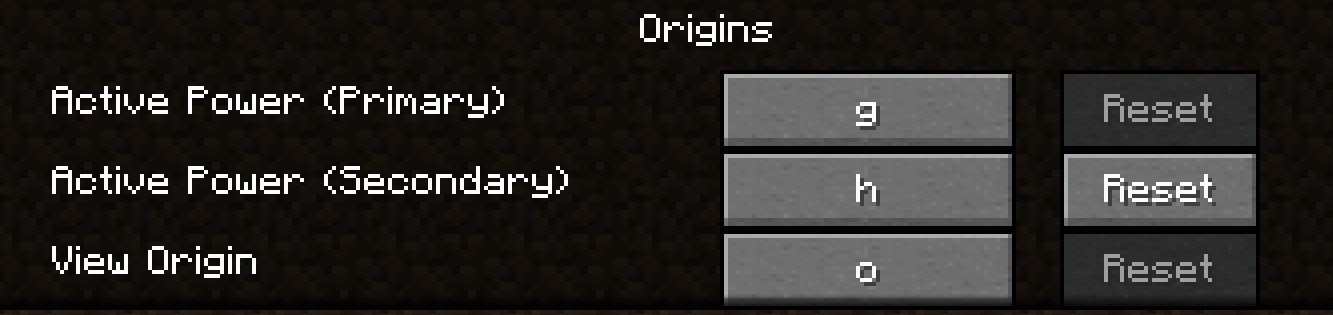 Origins
Active Power (Primary) g Reset
Active Power (Secondary) h Reset
View Origin o Reset